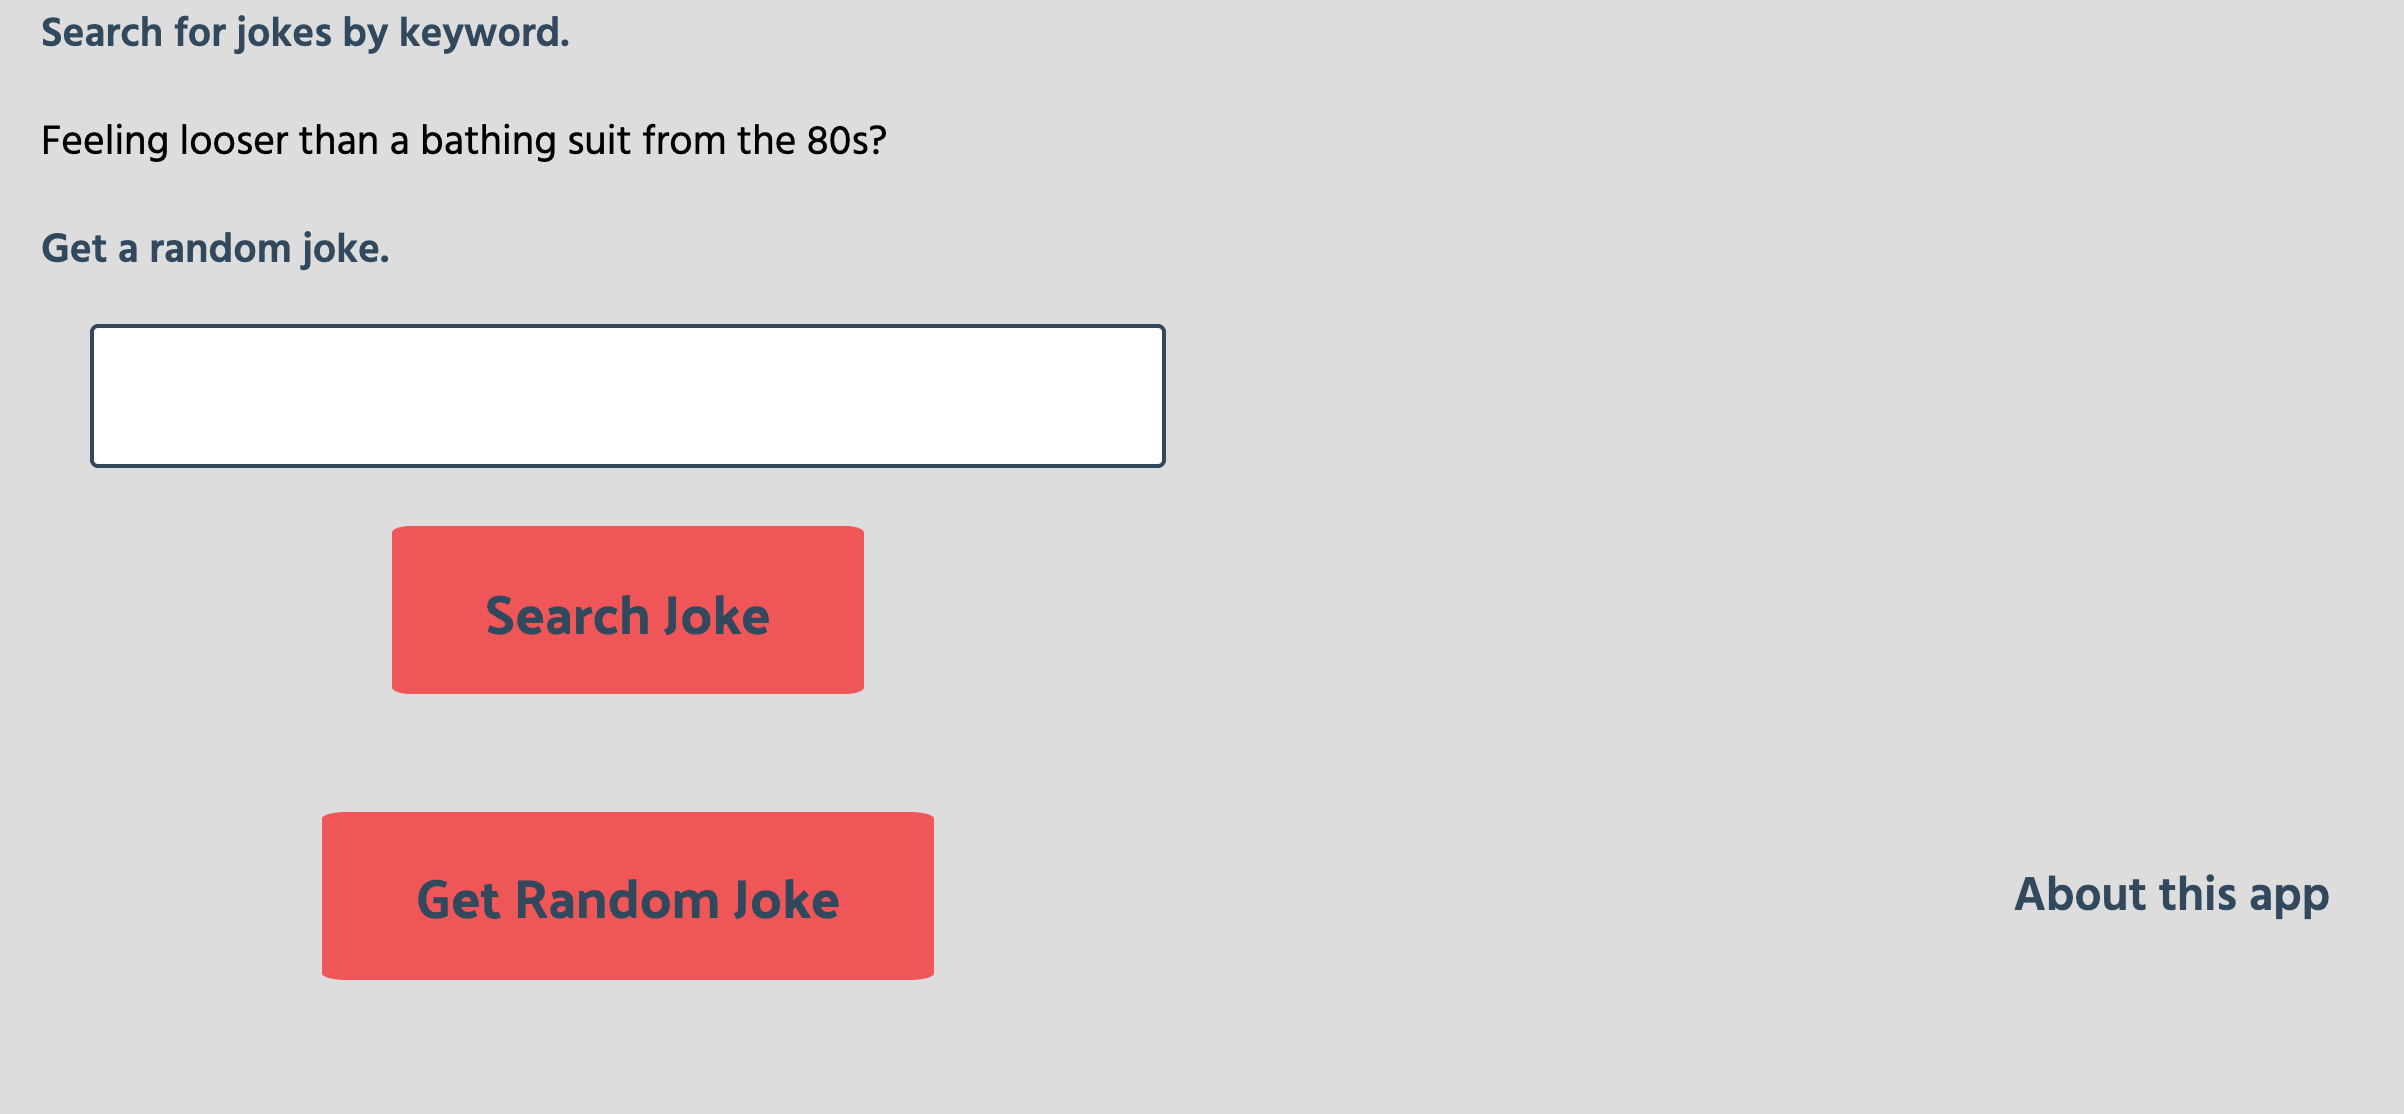 Search for jokes by keyword.
Feeling looser than a bathing suit from the 80s?
Get a random joke.
Search Joke
Get Random Joke
About this app